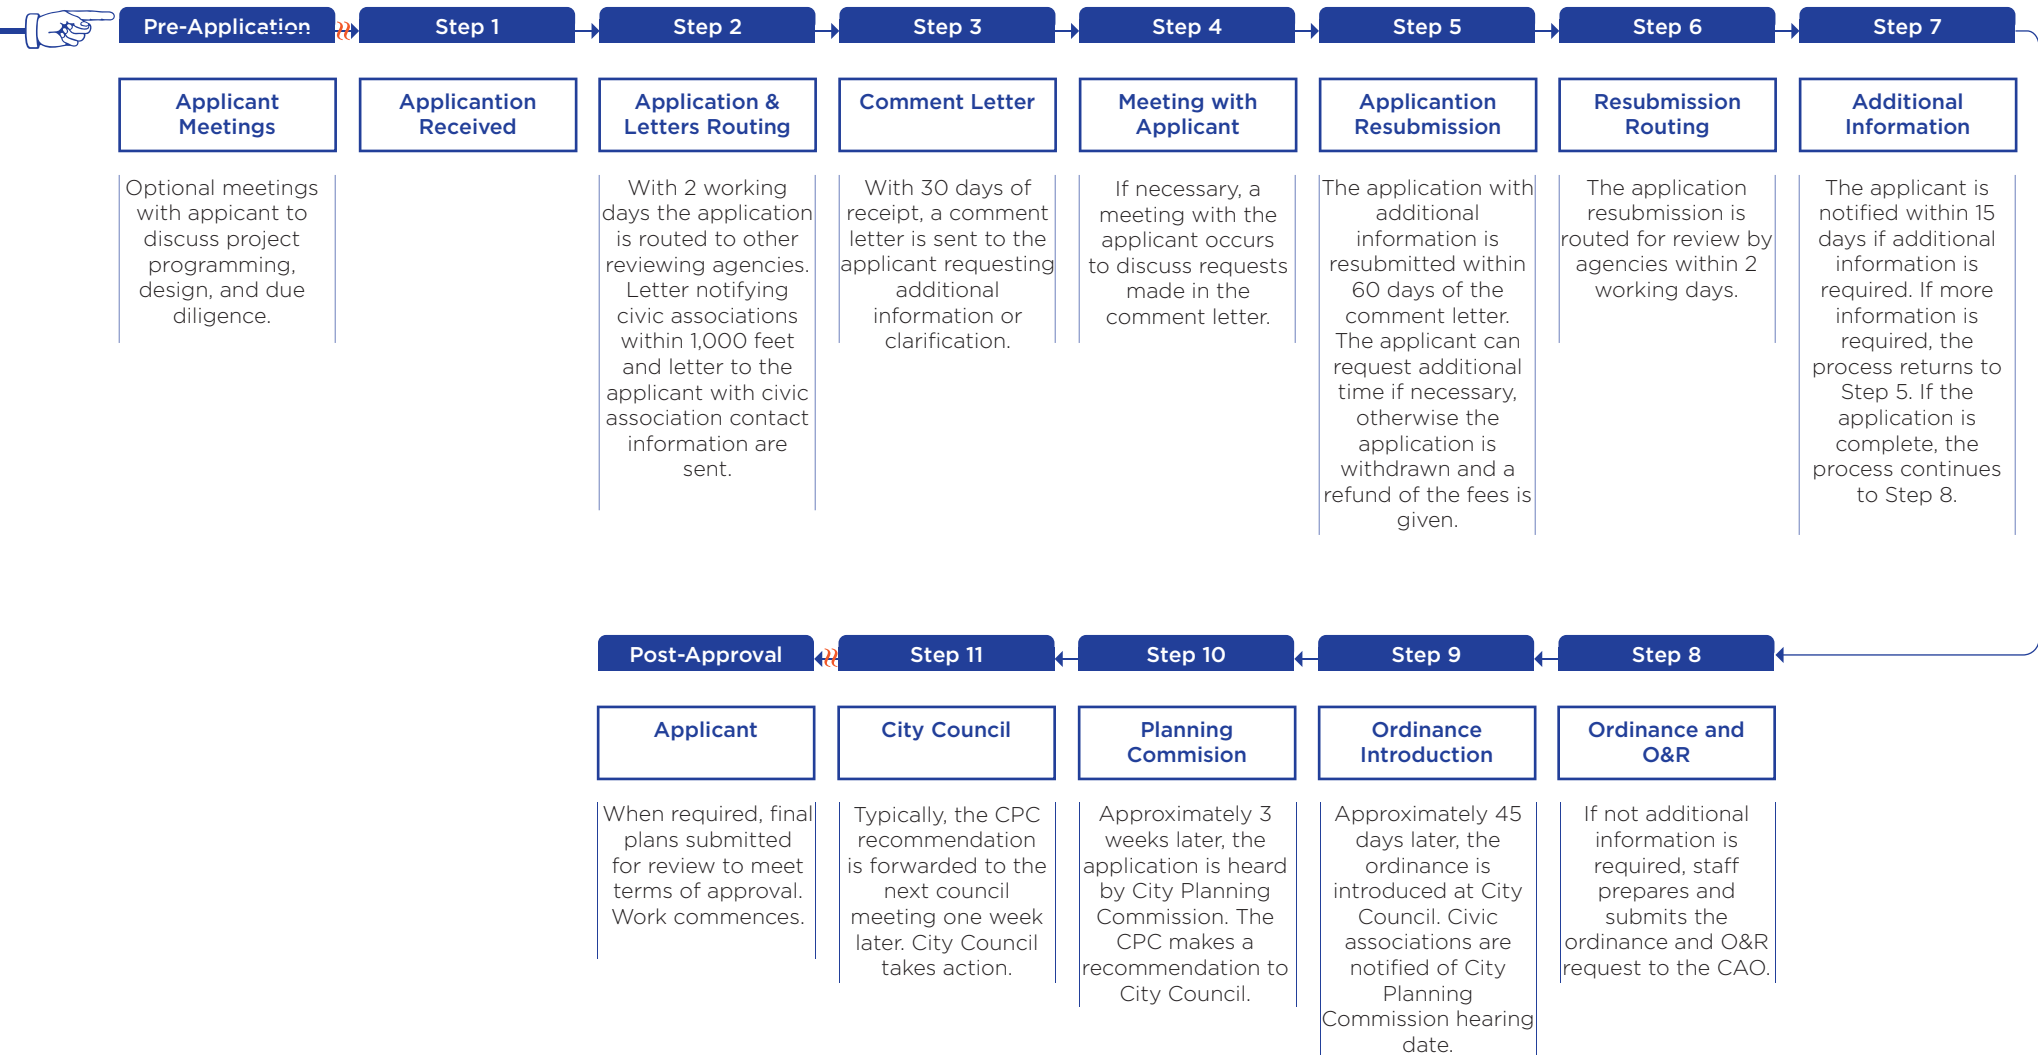 Pre-Application
Step 1
Step 2
Step 3
Step 4
Step 5
Step 6
Step 7
Applicant
Meetings
Applicantion
Received
Application &
Letters Routing
Comment Letter
Meeting with
Applicant
Applicantion
Resubmission
Resubmission
Routing
Additional
Information
Optional meetings
with appicant to
discuss project
programming,
design, and due
diligence.
With 2 working
days the application
is routed to other
reviewing agencies.
Letter notifying
civic associations
within 1,000 feet
and letter to the
applicant with civic
association contact
information are
sent.
With 30 days of
receipt, a comment
letter is sent to the
applicant requesting
additional
information or
clarification.
If necessary, a
meeting with the
applicant occurs
to discuss requests
made in the
comment letter.
The application with
additional
information is
resubmitted within
60 days of the
comment letter.
The applicant can
request additional
time if necessary,
otherwise the
application is
withdrawn and a
refund of the fees is
given.
The application
resubmission is
routed for review by
agencies within 2
working days.
The applicant is
notified within 15
days if additional
information is
required. If more
information is
required, the
process returns to
Step 5. If the
application is
complete, the
process continues
to Step 8.
Post-Approval
Step 11
Step 10
Step 9
Step 8
Applicant
City Council
Planning
Commision
Ordinance
Introduction
Ordinance and
O&R
When required, final
plans submitted
for review to meet
terms of approval.
Work commences.
Typically, the CPC
recommendation
is forwarded to the
next council
meeting one week
later. City Council
takes action.
Approximately 3
weeks later, the
application is heard
by City Planning
Commission. The
CPC makes a
recommendation to
City Council.
Approximately 45
days later, the
ordinance is
introduced at City
Council. Civic
associations are
notified of City
Planning
Commission hearing
date.
If not additional
information is
required, staff
prepares and
submits the
ordinance and O&R
request to the CAO.